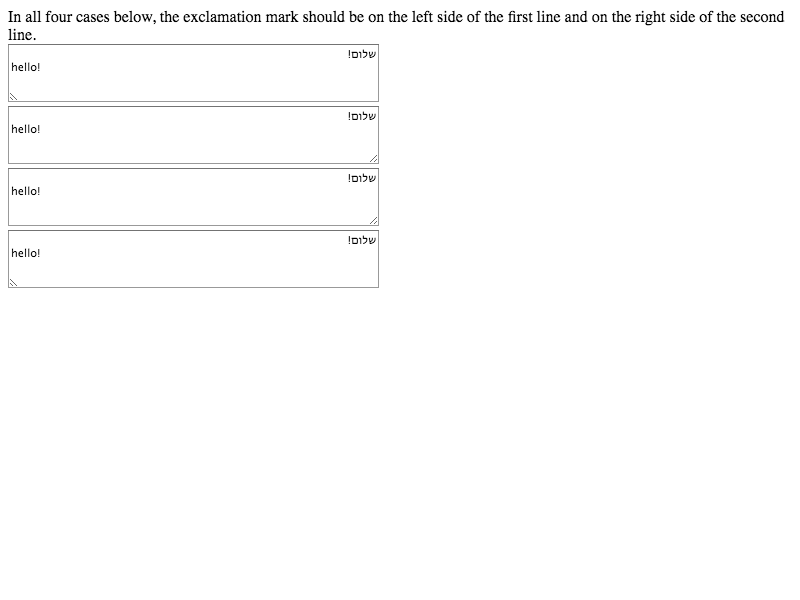 In all four cases below, the exclamation mark should be on the left side of the first line and on the right side of the second
line.
שלום!
hello!
שלום!
hello!
שלום!
hello!
שלום!
hello!